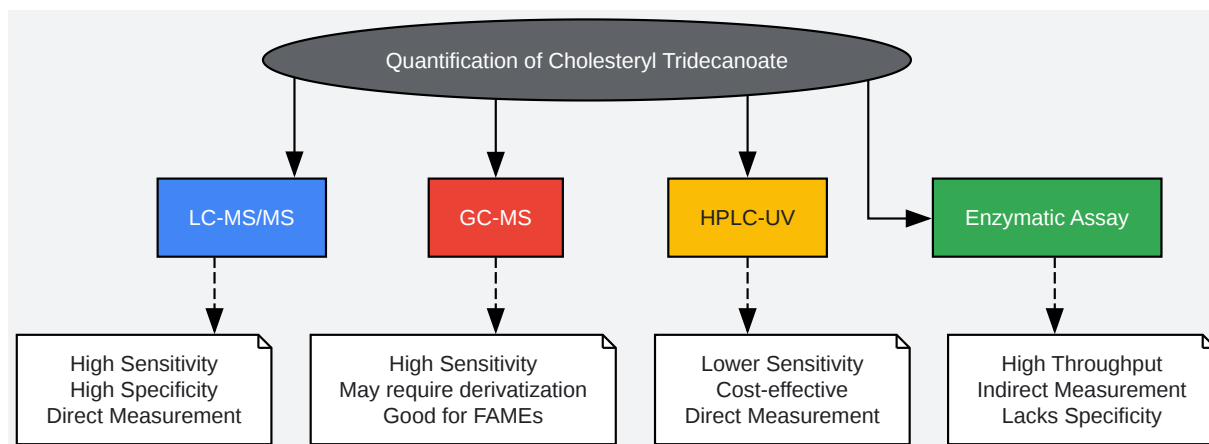 Quantification of Cholesteryl Tridecanoate
LC-MS/MS
GC-MS
HPLC-UV
Enzymatic Assay
High Sensitivity
High Specificity
Direct Measurement
High Sensitivity
May require derivatization
Good for FAMEs
Lower Sensitivity
Cost-effective
Direct Measurement
High Throughput
Indirect Measurement
Lacks Specificity